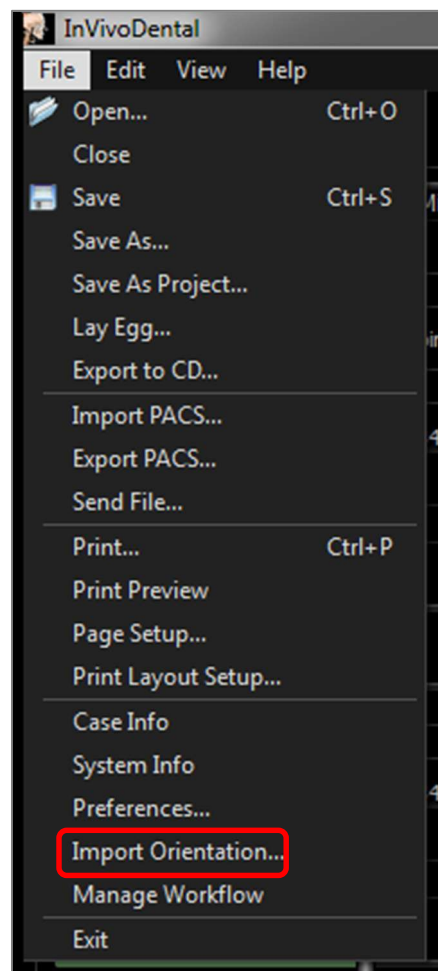 InVivoDental
File Edit View Help
Open... Ctrl+O
Close
Save Ctrl+S
Save As...
Save As Project...
Lay Egg...
Export to CD...
Import PACS...
Export PACS...
Send File...
Print... Ctrl+P
Print Preview
Page Setup...
Print Layout Setup...
Case Info
System Info
Preferences...
Import Orientation...
Manage Workflow
Exit